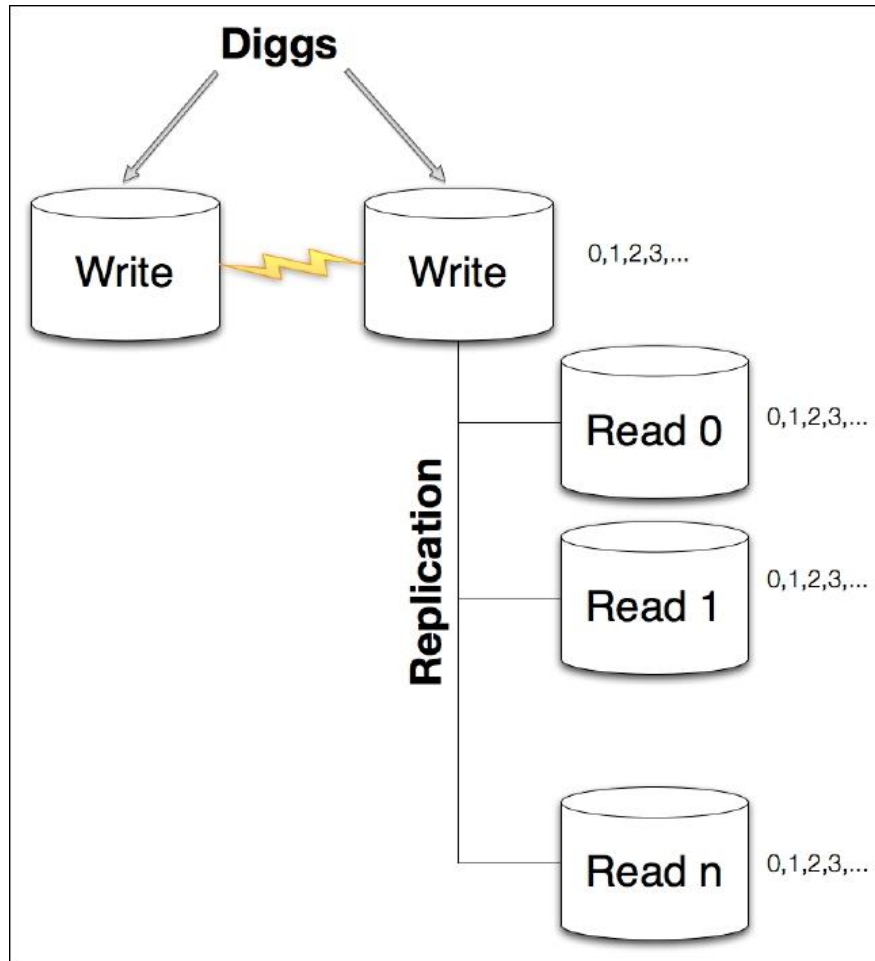 Diggs
Write
Write
0,1,2,3,...
Read 0
0,1,2,3,...
Replication
Read 1
0,1,2,3,...
Read n
0,1,2,3,...